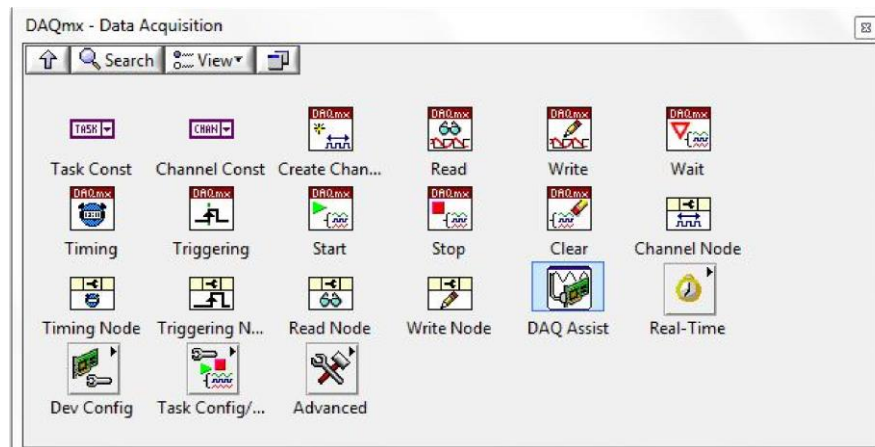 DAQmx - Data Acquisition
Search View
TASK CHAN DAQmx DAQmx DAQmx DAQmx
Task Const Channel Const Create Chan... Read Write Wait
DAQmx DAQmx DAQmx DAQmx DAQmx
Timing Triggering Start Stop Clear Channel Node
Timing Node Triggering N... Read Node Write Node DAQ Assist Real-Time
Dev Config Task Config/... Advanced